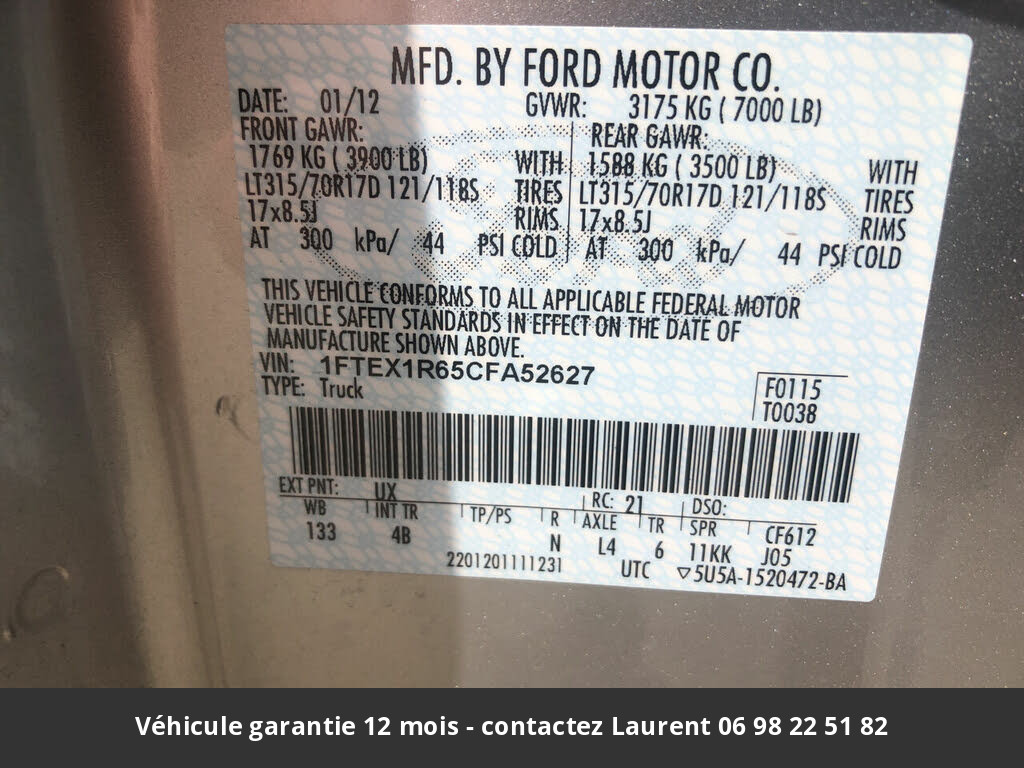 MFD. BY FORD MOTOR CO.
DATE: 01/12 GVWR: 3175 KG ( 7000 LB)
FRONT GAWR: REAR GAWR:
1769 KG ( 3900 LB) WITH 1588 KG ( 3500 LB) WITH
LT315/70R17D 121/118S TIRES LT315/70R17D 121/118S TIRES
17x8.5J RIMS 17x8.5J RIMS
AT 300 kPa/ 44 PSI COLD AT 300 kPa/ 44 PSI COLD
THIS VEHICLE CONFORMS TO ALL APPLICABLE FEDERAL MOTOR
VEHICLE SAFETY STANDARDS IN EFFECT ON THE DATE OF
MANUFACTURE SHOWN ABOVE.
VIN: 1FTEX1R65CFA52627
TYPE: Truck
F0115
T0038
EXT PNT: UX RC: 21 DSO:
WB INT TR TP/PS R AXLE TR SPR CF612
133 4B N L4 6 11KK J05
2201201111231 UTC ▽5U5A-1520472-BA
Véhicule garantie 12 mois - contactez Laurent 06 98 22 51 82